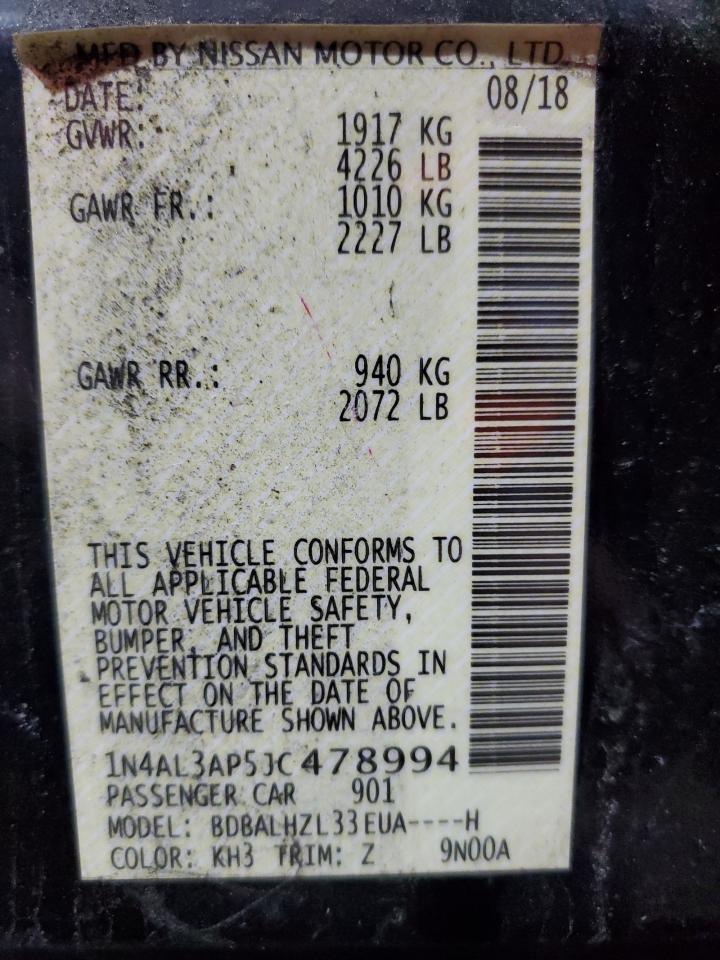 MFD BY NISSAN MOTOR CO., LTD.
DATE: 08/18
GVWR: 1917 KG
4226 LB
GAWR FR.: 1010 KG
2227 LB
GAWR RR.: 940 KG
2072 LB
THIS VEHICLE CONFORMS TO
ALL APPLICABLE FEDERAL
MOTOR VEHICLE SAFETY,
BUMPER, AND THEFT
PREVENTION STANDARDS IN
EFFECT ON THE DATE OF
MANUFACTURE SHOWN ABOVE.
1N4AL3AP5JC478994
PASSENGER CAR 901
MODEL: BDBALHZL33EUA----H
COLOR: KH3 TRIM: Z 9N00A